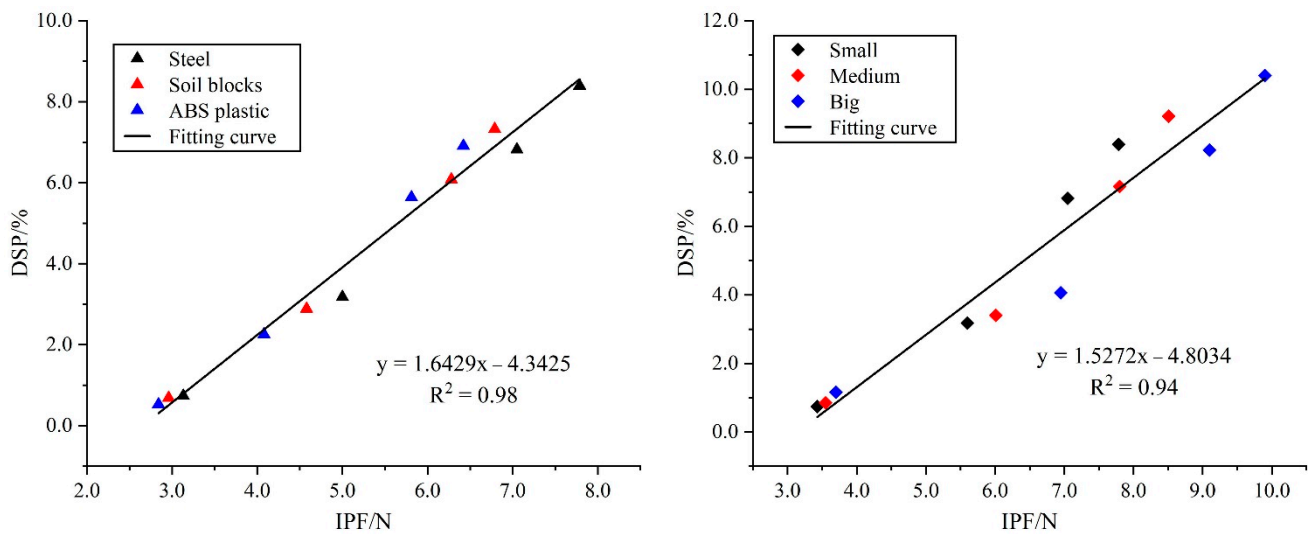 10.0
8.0
6.0
4.0
2.0
0.0
DSP/%
Steel
Soil blocks
ABS plastic
Fitting curve
y = 1.6429x – 4.3425
R² = 0.98
2.0 3.0 4.0 5.0 6.0 7.0 8.0
IPF/N
12.0
10.0
8.0
6.0
4.0
2.0
0.0
DSP/%
Small
Medium
Big
Fitting curve
y = 1.5272x – 4.8034
R² = 0.94
3.0 4.0 5.0 6.0 7.0 8.0 9.0 10.0
IPF/N